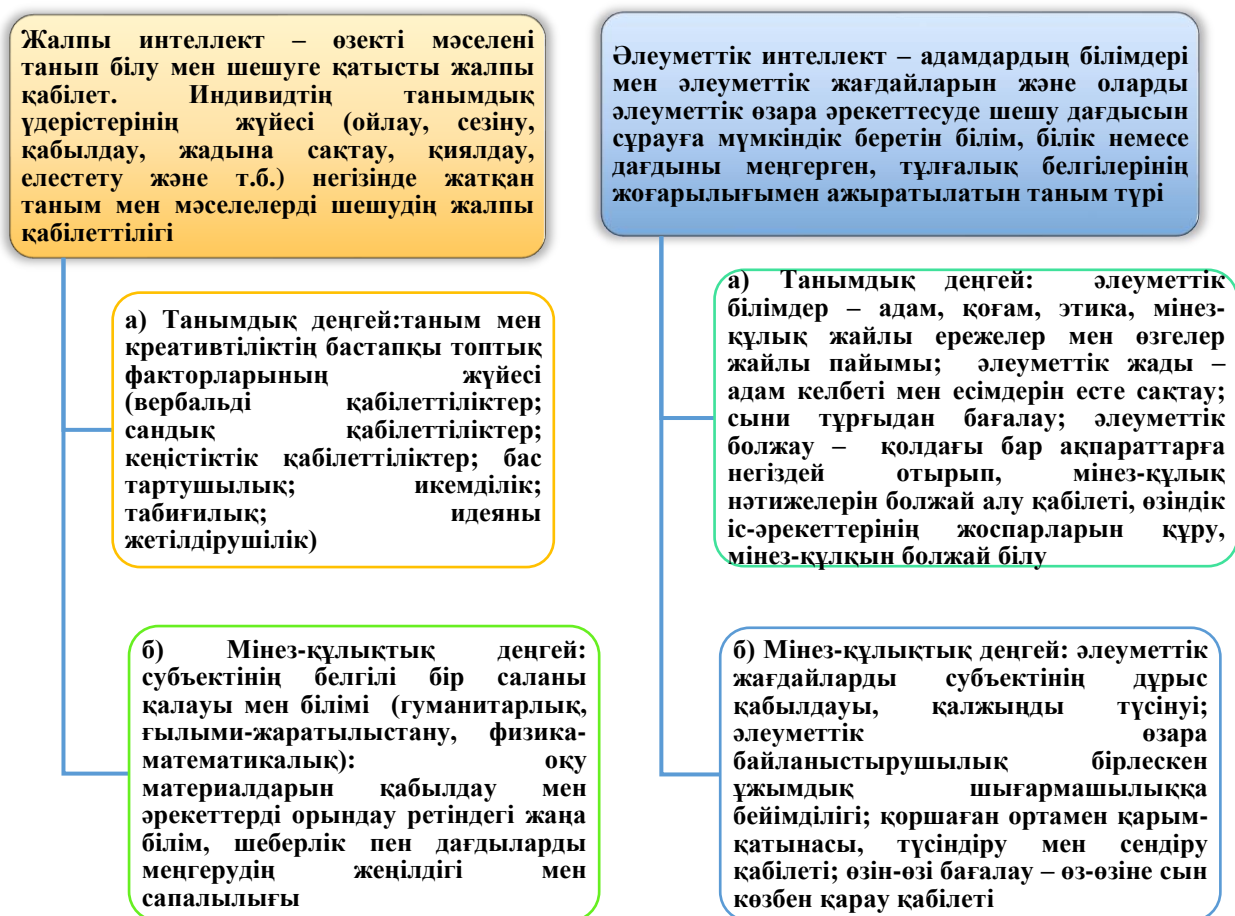 Жалпы интеллект – өзекті мәселені
танып білу мен шешуге қатысты жалпы
қабілет. Индивидтің танымдық
үдерістерінің жүйесі (ойлау, сезіну,
қабылдау, жадына сақтау, қиялдау,
елестету және т.б.) негізінде жатқан
таным мен мәселелерді шешудің жалпы
қабілеттілігі
а) Танымдық деңгей:таным мен
креативтіліктің бастапқы топтық
факторларының жүйесі
(вербальді қабілеттіліктер;
сандық қабілеттіліктер;
кеңістіктік қабілеттіліктер; бас
тартушылық; икемділік;
табиғилық; идеяны
жетілдірушілік)
б) Мінез-құлықтық деңгей:
субъектінің белгілі бір саланы
қалауы мен білімі (гуманитарлық,
ғылыми-жаратылыстану, физика-
математикалық): оқу
материалдарын қабылдау мен
әрекеттерді орындау ретіндегі жаңа
білім, шеберлік пен дағдыларды
меңгерудің жеңілдігі мен
сапалылығы
Әлеуметтік интеллект – адамдардың білімдері
мен әлеуметтік жағдайларын және оларды
әлеуметтік өзара әрекеттесуде шешу дағдысын
сұрауға мүмкіндік беретін білім, білік немесе
дағдыны меңгерген, тұлғалық белгілерінің
жоғарылығымен ажыратылатын таным түрі
а) Танымдық деңгей: әлеуметтік
білімдер – адам, қоғам, этика, мінез-
құлық жайлы ережелер мен өзгелер
жайлы пайымы; әлеуметтік жады –
адам келбеті мен есімдерін есте сақтау;
сыни тұрғыдан бағалау; әлеуметтік
болжау – қолдағы бар ақпараттарға
негіздей отырып, мінез-құлық
нәтижелерін болжай алу қабілеті, өзіндік
іс-әрекеттерінің жоспарларын құру,
мінез-құлқын болжай білу
б) Мінез-құлықтық деңгей: әлеуметтік
жағдайларды субъектінің дұрыс
қабылдауы, қалжыңды түсінуі;
әлеуметтік өзара
байланыстырушылық бірлескен
ұжымдық шығармашылыққа
бейімділігі; қоршаған ортамен қарым-
қатынасы, түсіндіру мен сендіру
қабілеті; өзін-өзі бағалау – өз-өзіне сын
көзбен қарау қабілеті